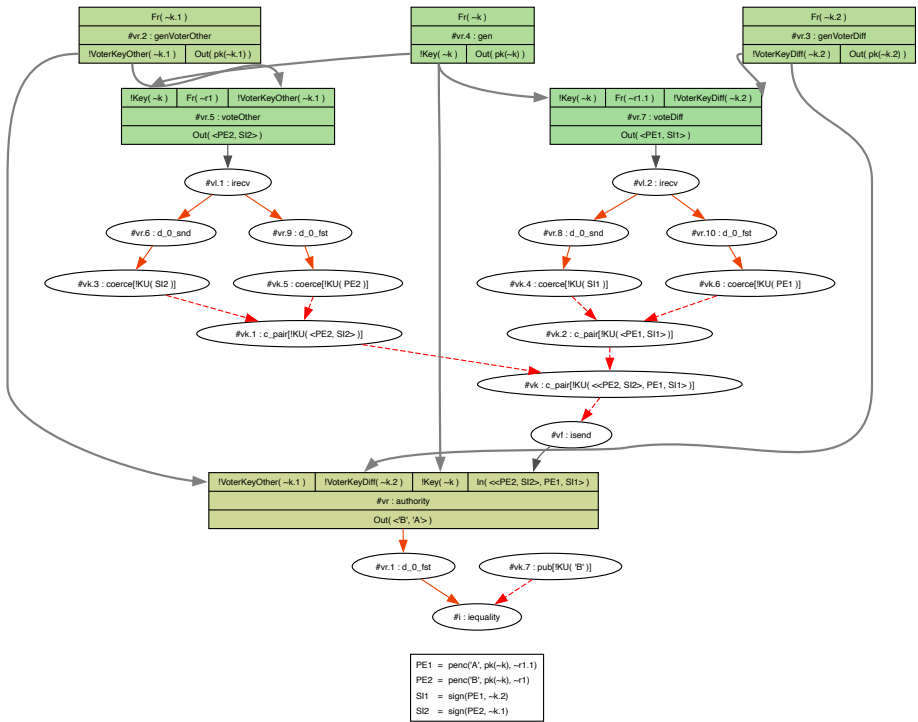 Fr( ~k.1 )
#vr.2 : genVoterOther
!VoterKeyOther( ~k.1 ) Out( pk(~k.1) )
Fr( ~k )
#vr.4 : gen
!Key( ~k ) Out( pk(~k) )
Fr( ~k.2 )
#vr.3 : genVoterDiff
!VoterKeyDiff( ~k.2 ) Out( pk(~k.2) )
!Key( ~k ) Fr( ~r1 ) !VoterKeyOther( ~k.1 )
#vr.5 : voteOther
Out( <PE2, SI2> )
!Key( ~k ) Fr( ~r1.1 ) !VoterKeyDiff( ~k.2 )
#vr.7 : voteDiff
Out( <PE1, SI1> )
#vl.1 : irecv
#vl.2 : irecv
#vr.6 : d_0_snd
#vr.9 : d_0_fst
#vr.8 : d_0_snd
#vr.10 : d_0_fst
#vk.3 : coerce[!KU( SI2 )]
#vk.5 : coerce[!KU( PE2 )]
#vk.4 : coerce[!KU( SI1 )]
#vk.6 : coerce[!KU( PE1 )]
#vk.1 : c_pair[!KU( <PE2, SI2> )]
#vk.2 : c_pair[!KU( <PE1, SI1> )]
#vk : c_pair[!KU( <<PE2, SI2>, PE1, SI1> )]
#vf : isend
!VoterKeyOther( ~k.1 ) !VoterKeyDiff( ~k.2 ) !Key( ~k ) In( <<PE2, SI2>, PE1, SI1> )
#vr : authority
Out( <'B', 'A'> )
#vr.1 : d_0_fst
#vk.7 : pub[!KU( 'B' )]
#i : iequality
PE1 = penc('A', pk(~k), ~r1.1)
PE2 = penc('B', pk(~k), ~r1)
SI1 = sign(PE1, ~k.2)
SI2 = sign(PE2, ~k.1)